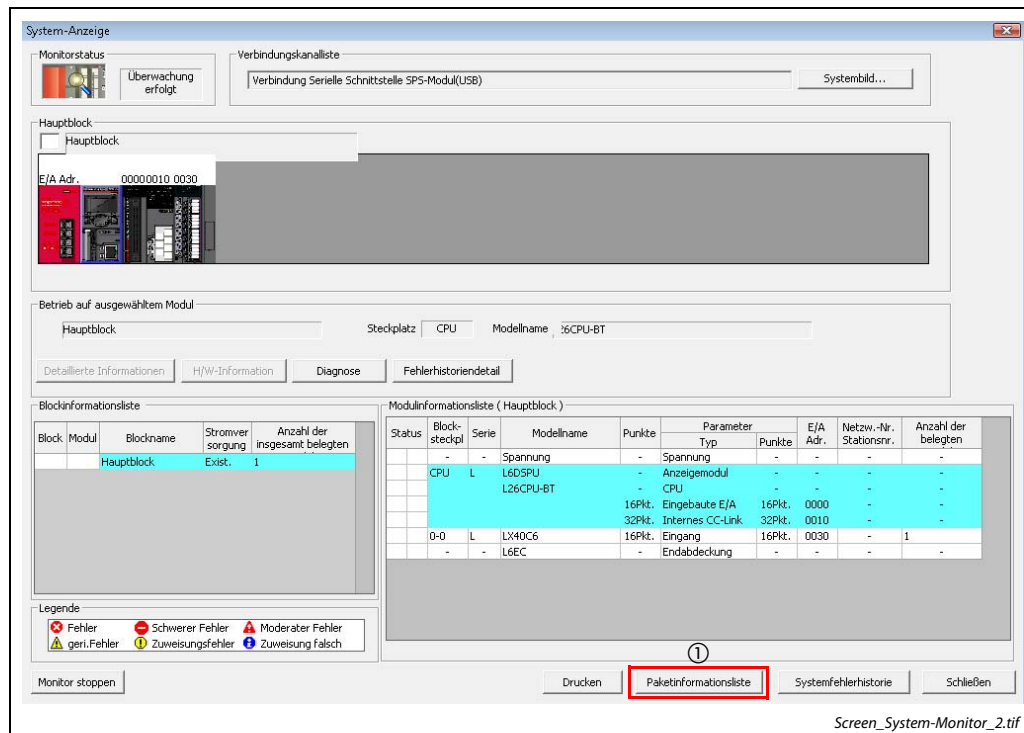 System-Anzeige
Monitorstatus
Überwachung
erfolgt
Verbindungskanalliste
Verbindung Serielle Schnittstelle SPS-Modul(USB)
Systembild...
Hauptblock
Hauptblock
E/A Adr. 00000010 0030
Betrieb auf ausgewähltem Modul
Hauptblock Steckplatz CPU Modellname 26CPU-BT
Detaillierte Informationen H/W-Information Diagnose Fehlerhistoriendetail
Blockinformationsliste
Block Modul Blockname Stromver sorgung Anzahl der insgesamt belegten
Hauptblock Exist. 1
Modulinformationsliste ( Hauptblock )
Status Block- steckpl Serie Modellname Punkte Parameter Typ Punkte E/A Adr. Netzw.-Nr. Stationsnr. Anzahl der belegten
- - Spannung - Spannung - - - -
CPU L L6DSPU - Anzeigemodul - - - -
L26CPU-BT - CPU - - - -
16Pkt. Eingebaute E/A 16Pkt. 0000 - -
32Pkt. Internes CC-Link 32Pkt. 0010 - -
0-0 L LX40C6 16Pkt. Eingang 16Pkt. 0030 - 1
- - L6EC - Endabdeckung - - - -
Legende
Fehler Schwerer Fehler Moderater Fehler
geri.Fehler Zuweisungsfehler Zuweisung falsch
①
Monitor stoppen Drucken Paketinformationsliste Systemfehlerhistorie Schließen
Screen_System-Monitor_2.tif